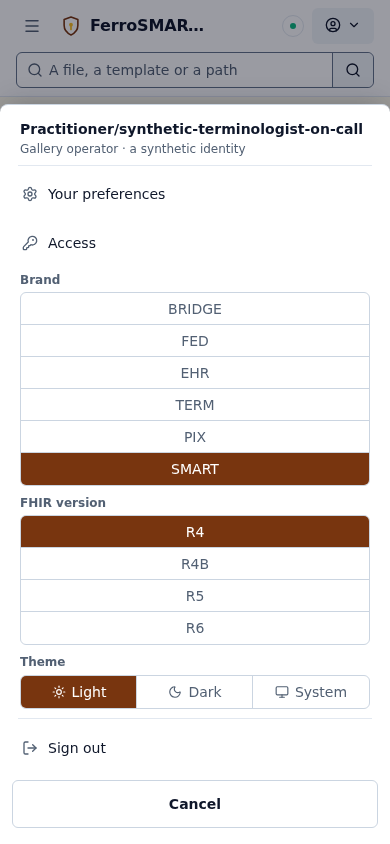 FerroSMAR…
A file, a template or a path
Practitioner/synthetic-terminologist-on-call
Gallery operator · a synthetic identity
Your preferences
Access
Brand
BRIDGE
FED
EHR
TERM
PIX
SMART
FHIR version
R4
R4B
R5
R6
Theme
Light Dark System
Sign out
Cancel